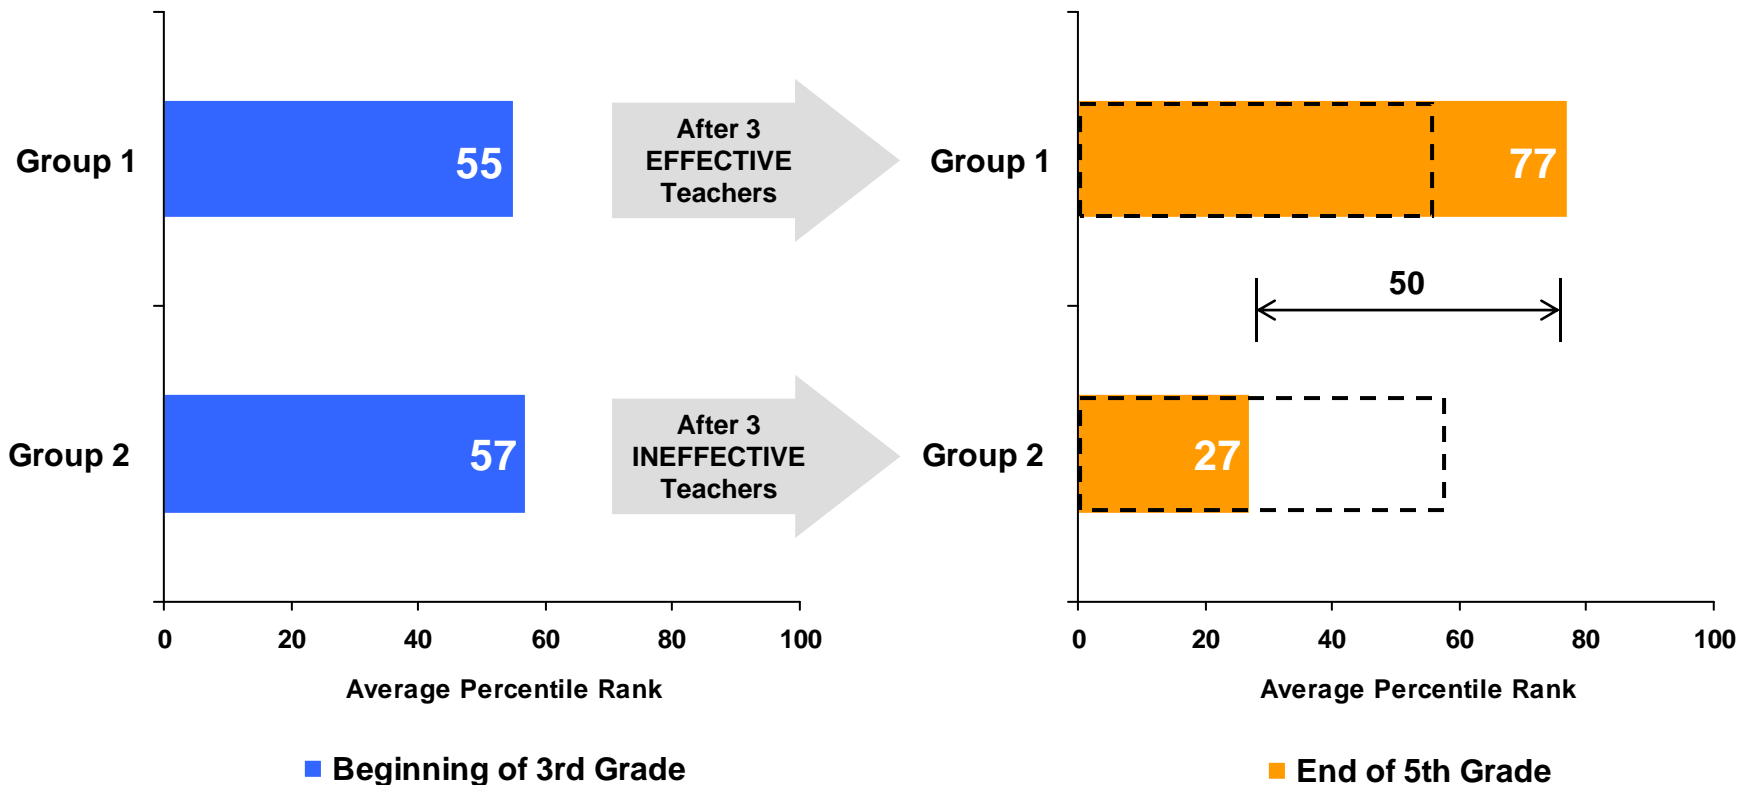 Group 1
55
After 3
EFFECTIVE
Teachers
Group 2
57
After 3
INEFFECTIVE
Teachers
0 20 40 60 80 100
Average Percentile Rank
Beginning of 3rd Grade
Group 1
77
50
Group 2
27
0 20 40 60 80 100
Average Percentile Rank
End of 5th Grade